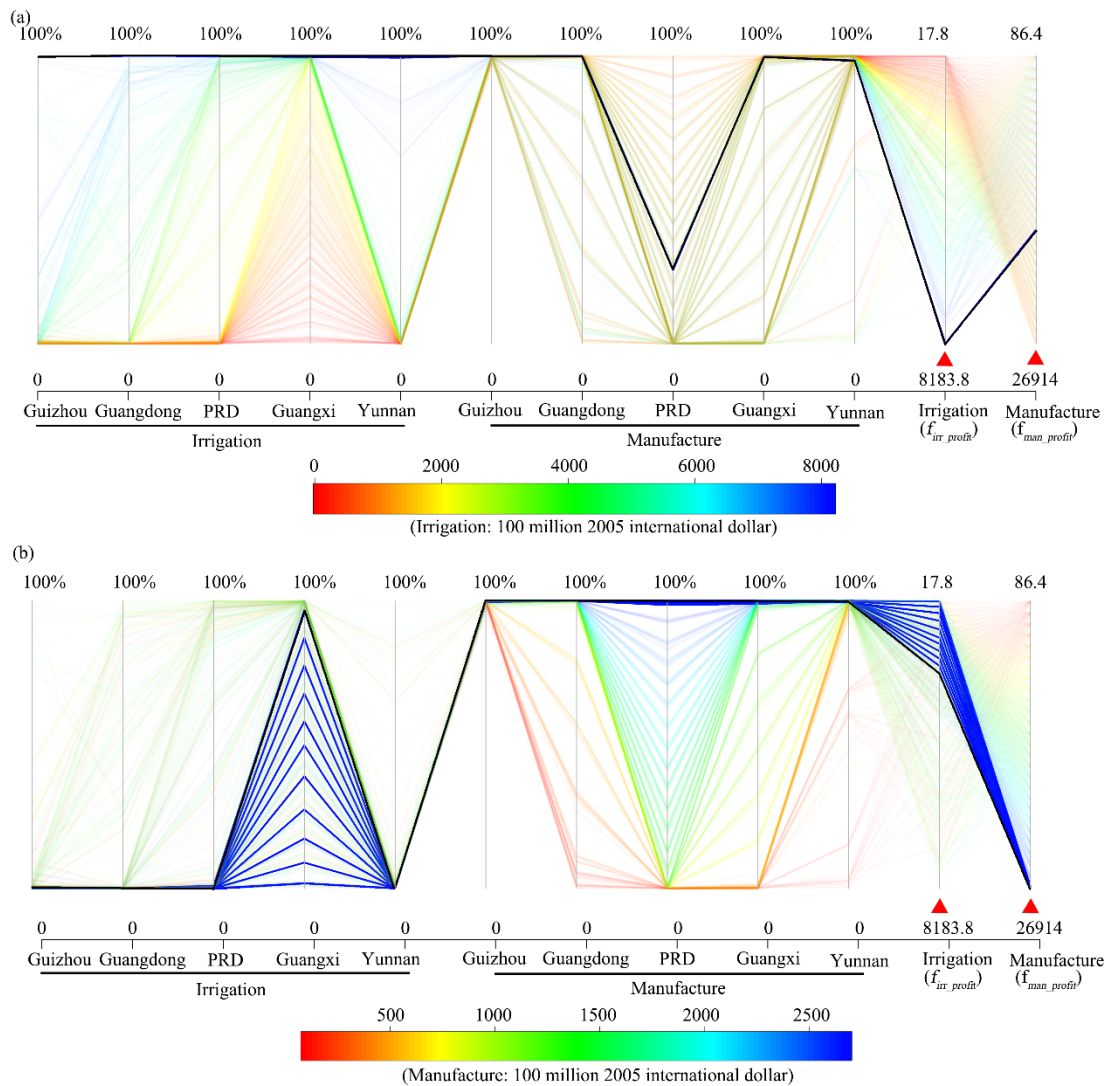 (a)
100% 100% 100% 100% 100% 100% 100% 100% 100% 100% 17.8 86.4
0 0 0 0 0 0 0 0 0 0 8183.8 26914
Guizhou Guangdong PRD Guangxi Yunnan Guizhou Guangdong PRD Guangxi Yunnan Irrigation Manufacture
Irrigation Manufacture (f_irr_profit) (f_man_profit)
0 2000 4000 6000 8000
(Irrigation: 100 million 2005 international dollar)
(b)
100% 100% 100% 100% 100% 100% 100% 100% 100% 100% 17.8 86.4
0 0 0 0 0 0 0 0 0 0 8183.8 26914
Guizhou Guangdong PRD Guangxi Yunnan Guizhou Guangdong PRD Guangxi Yunnan Irrigation Manufacture
Irrigation Manufacture (f_irr_profit) (f_man_profit)
500 1000 1500 2000 2500
(Manufacture: 100 million 2005 international dollar)